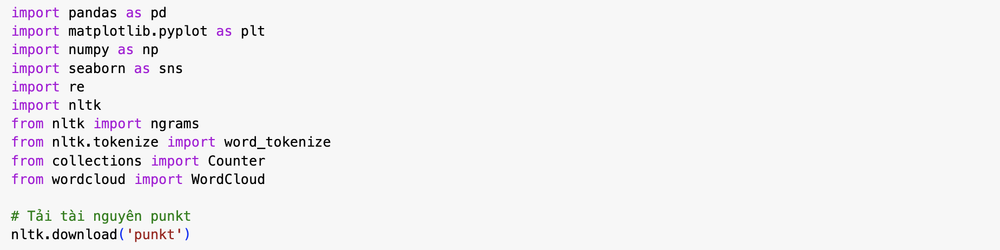 import pandas as pd
import matplotlib.pyplot as plt
import numpy as np
import seaborn as sns
import re
import nltk
from nltk import ngrams
from nltk.tokenize import word_tokenize
from collections import Counter
from wordcloud import WordCloud
# Tải tài nguyên punkt
nltk.download('punkt')